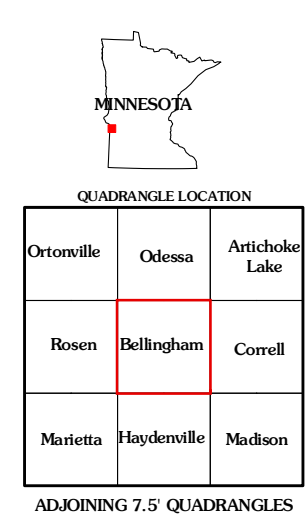 MINNESOTA
QUADRANGLE LOCATION
Ortonville
Odessa
Artichoke
Lake
Rosen
Bellingham
Correll
Marietta
Haydenville
Madison
ADJOINING 7.5' QUADRANGLES